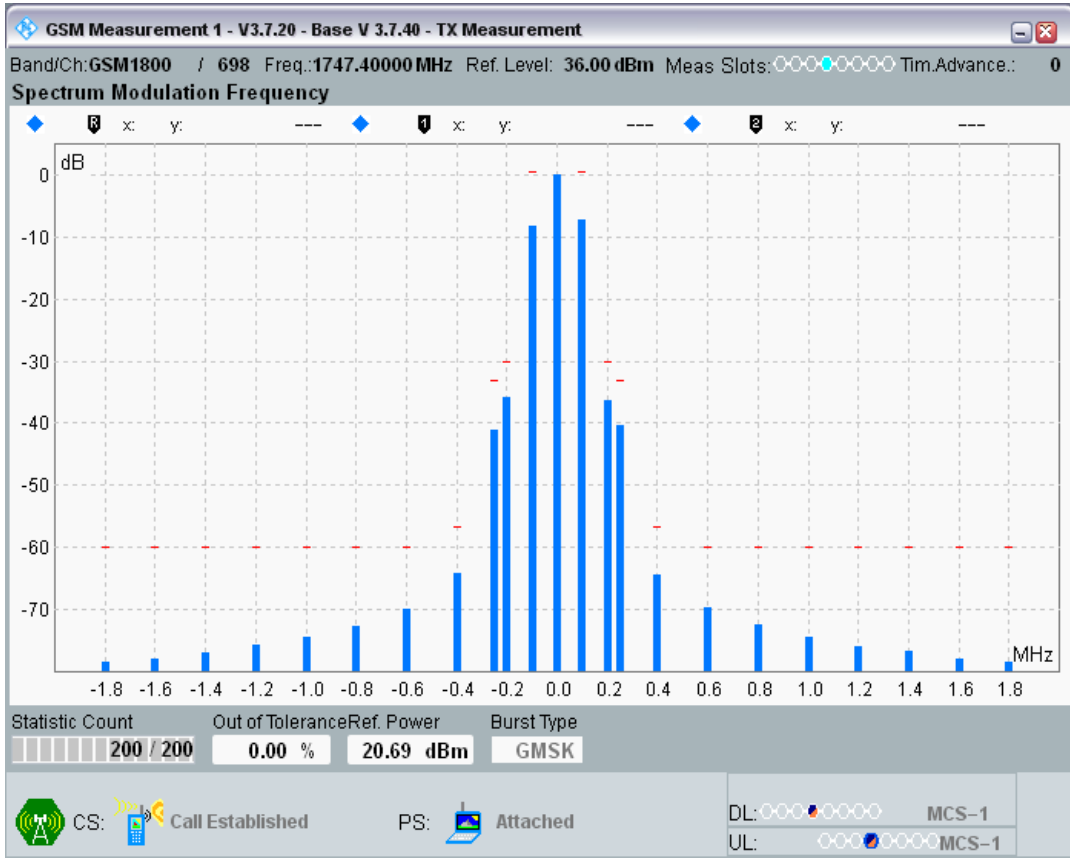 GSM Measurement 1 - V3.7.20 - Base V 3.7.40 - TX Measurement
Band/Ch:GSM1800 / 698 Freq.:1747.40000 MHz Ref. Level: 36.00 dBm Meas Slots: Tim.Advance.: 0
Spectrum Modulation Frequency
R x: y: --- 1 x: y: --- 2 x: y: ---
dB
0
-10
-20
-30
-40
-50
-60
-70
MHz
-1.8 -1.6 -1.4 -1.2 -1.0 -0.8 -0.6 -0.4 -0.2 0.0 0.2 0.4 0.6 0.8 1.0 1.2 1.4 1.6 1.8
Statistic Count Out of Tolerance Ref. Power Burst Type
200 / 200 0.00 % 20.69 dBm GMSK
CS: Call Established PS: Attached
DL: MCS-1
UL: MCS-1